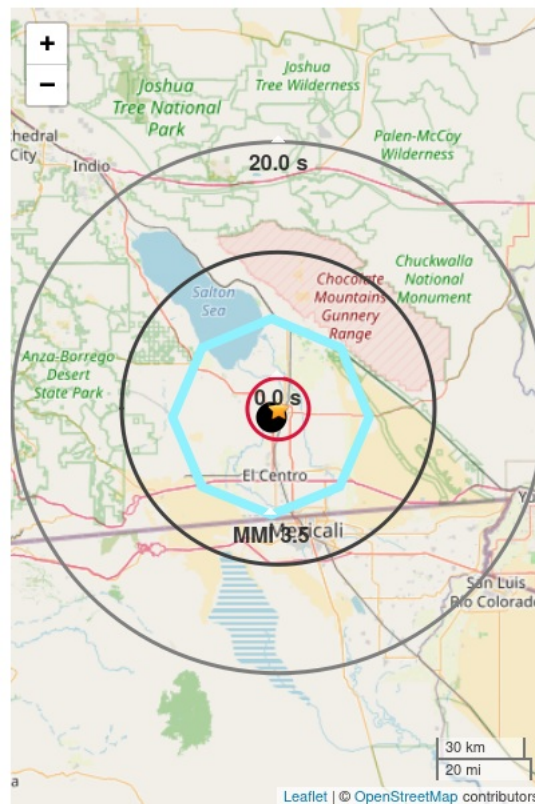 +
−
Joshua
Tree National
Park
Joshua
Tree Wilderness
Palen-McCoy
Wilderness
thedral
City
Indio
20.0 s
Salton
Sea
Chocolate
Mountains
Gunnery
Range
Chuckwalla
National
Monument
Anza-Borrego
Desert
State Park
0.0 s
El Centro
Mexicali
MMI 3.5
Yu
San Luis
Río Colorado
a
30 km
20 mi
Leaflet | © OpenStreetMap contributors